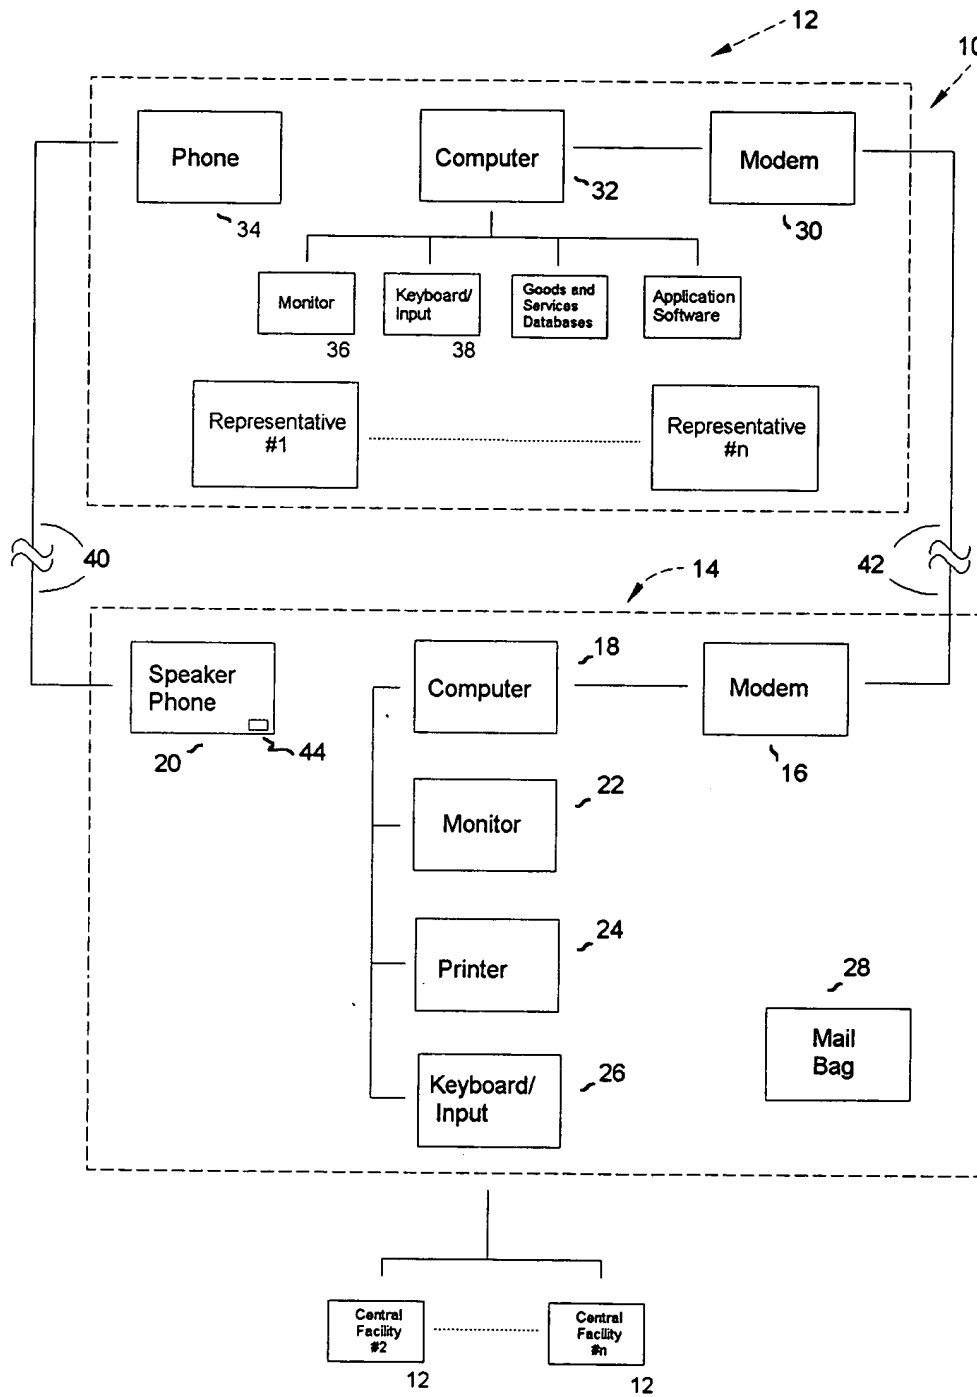 12
10
Phone
Computer
Modem
32
34
30
Monitor
Keyboard/
Input
Goods and
Services
Databases
Application
Software
36
38
Representative
#1
Representative
#n
40
42
14
18
Speaker
Phone
Computer
Modem
44
20
16
22
Monitor
24
Printer
28
Mail
Bag
26
Keyboard/
Input
Central
Facility
#2
Central
Facility
#n
12
12